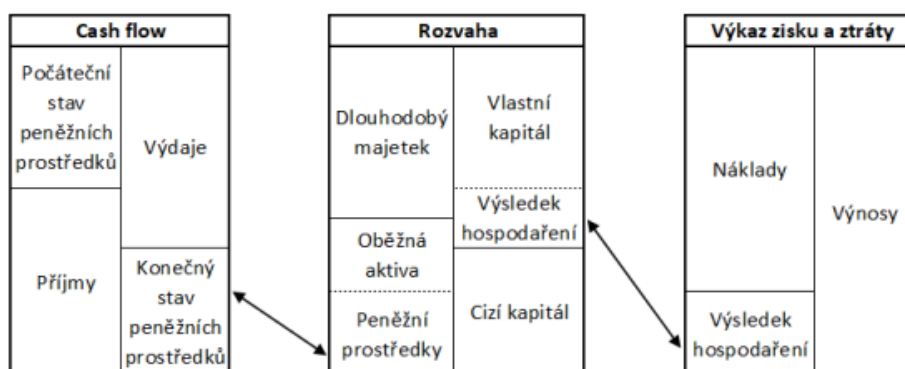 Cash flow
Počáteční
stav
peněžních
prostředků
Příjmy
Výdaje
Konečný
stav
peněžních
prostředků
Rozvaha
Dlouhodobý
majetek
Oběžná
aktiva
Peněžní
prostředky
Vlastní
kapitál
Výsledek
hospodaření
Cizí kapitál
Výkaz zisku a ztráty
Náklady
Výsledek
hospodaření
Výnosy